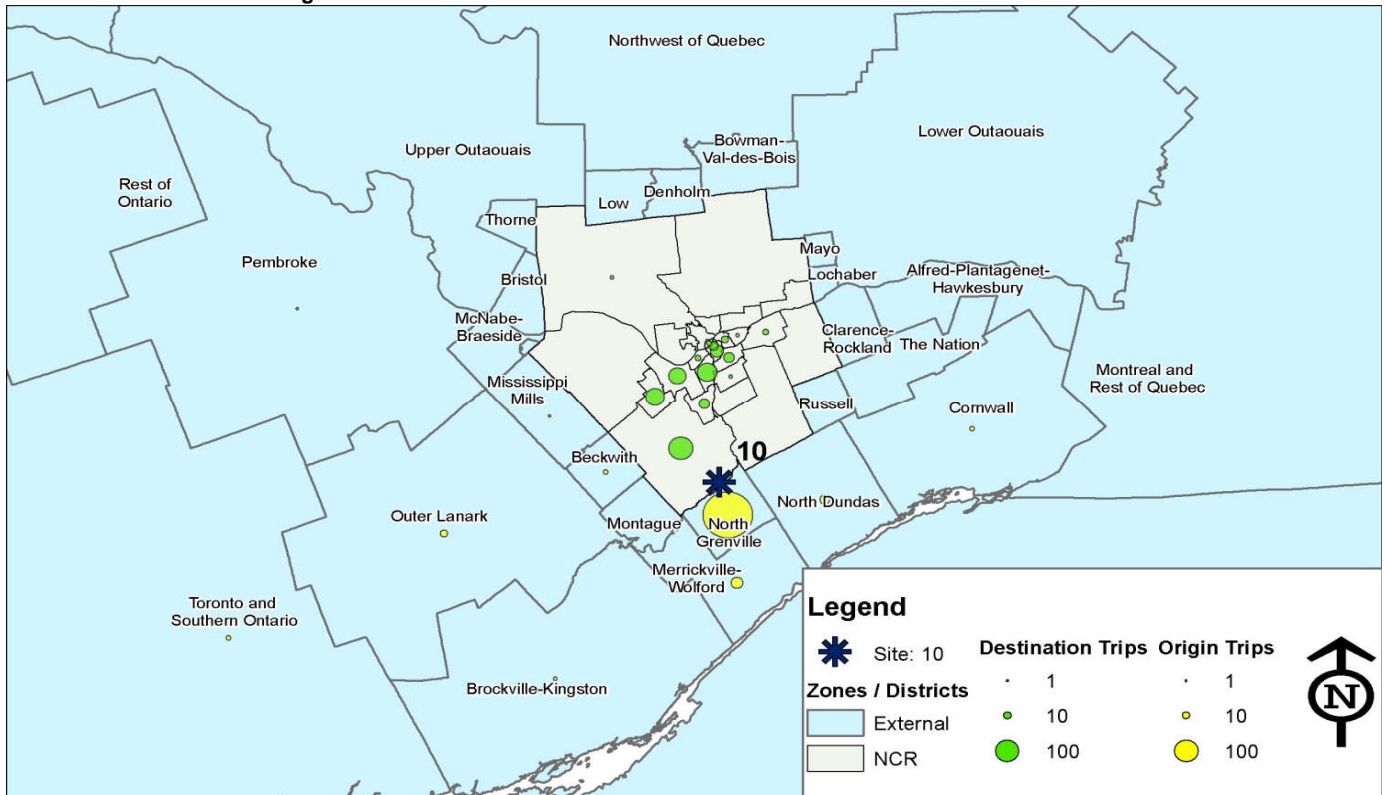 Northwest of Quebec
Lower Outaouais
Bowman-
Val-des-Bois
Upper Outaouais
Rest of
Ontario
Denholm
Low
Thorne
Mayo
Pembroke
Lochaber
Alfred-Plantagenet-
Hawkesbury
Bristol
McNabe-
Braeside
Clarence-
Rockland
The Nation
Montreal and
Rest of Quebec
Mississippi
Mills
Russell
Cornwall
10
Beckwith
North Dundas
Outer Lanark
Montague
North
Grenville
Merrickville-
Wolford
Toronto and
Southern Ontario
Brockville-Kingston
Legend
Site: 10
Zones / Districts
External
NCR
Destination Trips
1
10
100
Origin Trips
1
10
100
N